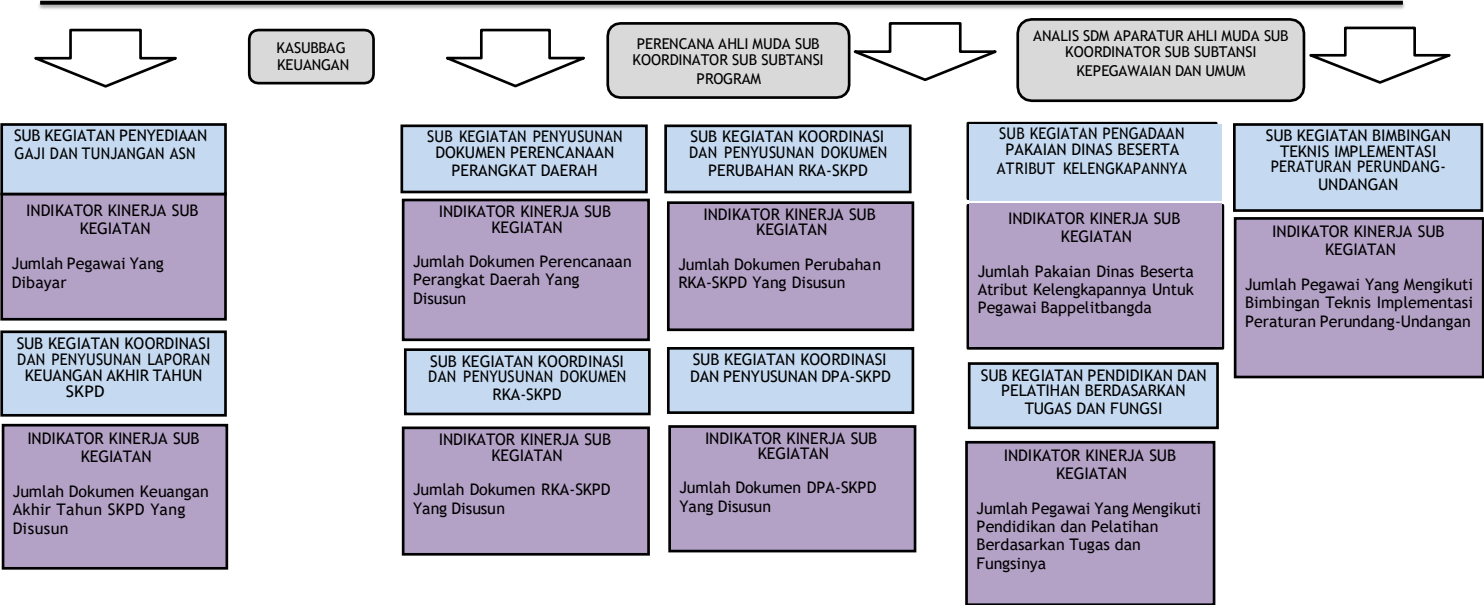 KASUBBAG
KEUANGAN
PERENCANA AHLI MUDA SUB
KOORDINATOR SUB SUBTANSI
PROGRAM
ANALIS SDM APARATUR AHLI MUDA SUB
KOORDINATOR SUB SUBTANSI
KEPEGAWAIAN DAN UMUM
SUB KEGIATAN PENYEDIAAN
GAJI DAN TUNJANGAN ASN
INDIKATOR KINERJA SUB
KEGIATAN
Jumlah Pegawai Yang
Dibayar
SUB KEGIATAN KOORDINASI
DAN PENYUSUNAN LAPORAN
KEUANGAN AKHIR TAHUN
SKPD
INDIKATOR KINERJA SUB
KEGIATAN
Jumlah Dokumen Keuangan
Akhir Tahun SKPD Yang
Disusun
SUB KEGIATAN PENYUSUNAN
DOKUMEN PERENCANAAN
PERANGKAT DAERAH
INDIKATOR KINERJA SUB
KEGIATAN
Jumlah Dokumen Perencanaan
Perangkat Daerah Yang
Disusun
SUB KEGIATAN KOORDINASI
DAN PENYUSUNAN DOKUMEN
RKA-SKPD
INDIKATOR KINERJA SUB
KEGIATAN
Jumlah Dokumen RKA-SKPD
Yang Disusun
SUB KEGIATAN KOORDINASI
DAN PENYUSUNAN DOKUMEN
PERUBAHAN RKA-SKPD
INDIKATOR KINERJA SUB
KEGIATAN
Jumlah Dokumen Perubahan
RKA-SKPD Yang Disusun
SUB KEGIATAN KOORDINASI
DAN PENYUSUNAN DPA-SKPD
INDIKATOR KINERJA SUB
KEGIATAN
Jumlah Dokumen DPA-SKPD
Yang Disusun
SUB KEGIATAN PENGADAAN
PAKAIAN DINAS BESERTA
ATRIBUT KELENGKAPANNYA
INDIKATOR KINERJA SUB
KEGIATAN
Jumlah Pakaian Dinas Beserta
Atribut Kelengkapannya Untuk
Pegawai Bappelitbangda
SUB KEGIATAN PENDIDIKAN DAN
PELATIHAN BERDASARKAN
TUGAS DAN FUNGSI
INDIKATOR KINERJA SUB
KEGIATAN
Jumlah Pegawai Yang Mengikuti
Pendidikan dan Pelatihan
Berdasarkan Tugas dan
Fungsinya
SUB KEGIATAN BIMBINGAN
TEKNIS IMPLEMENTASI
PERATURAN PERUNDANG-
UNDANGAN
INDIKATOR KINERJA SUB
KEGIATAN
Jumlah Pegawai Yang Mengikuti
Bimbingan Teknis Implementasi
Peraturan Perundang-Undangan